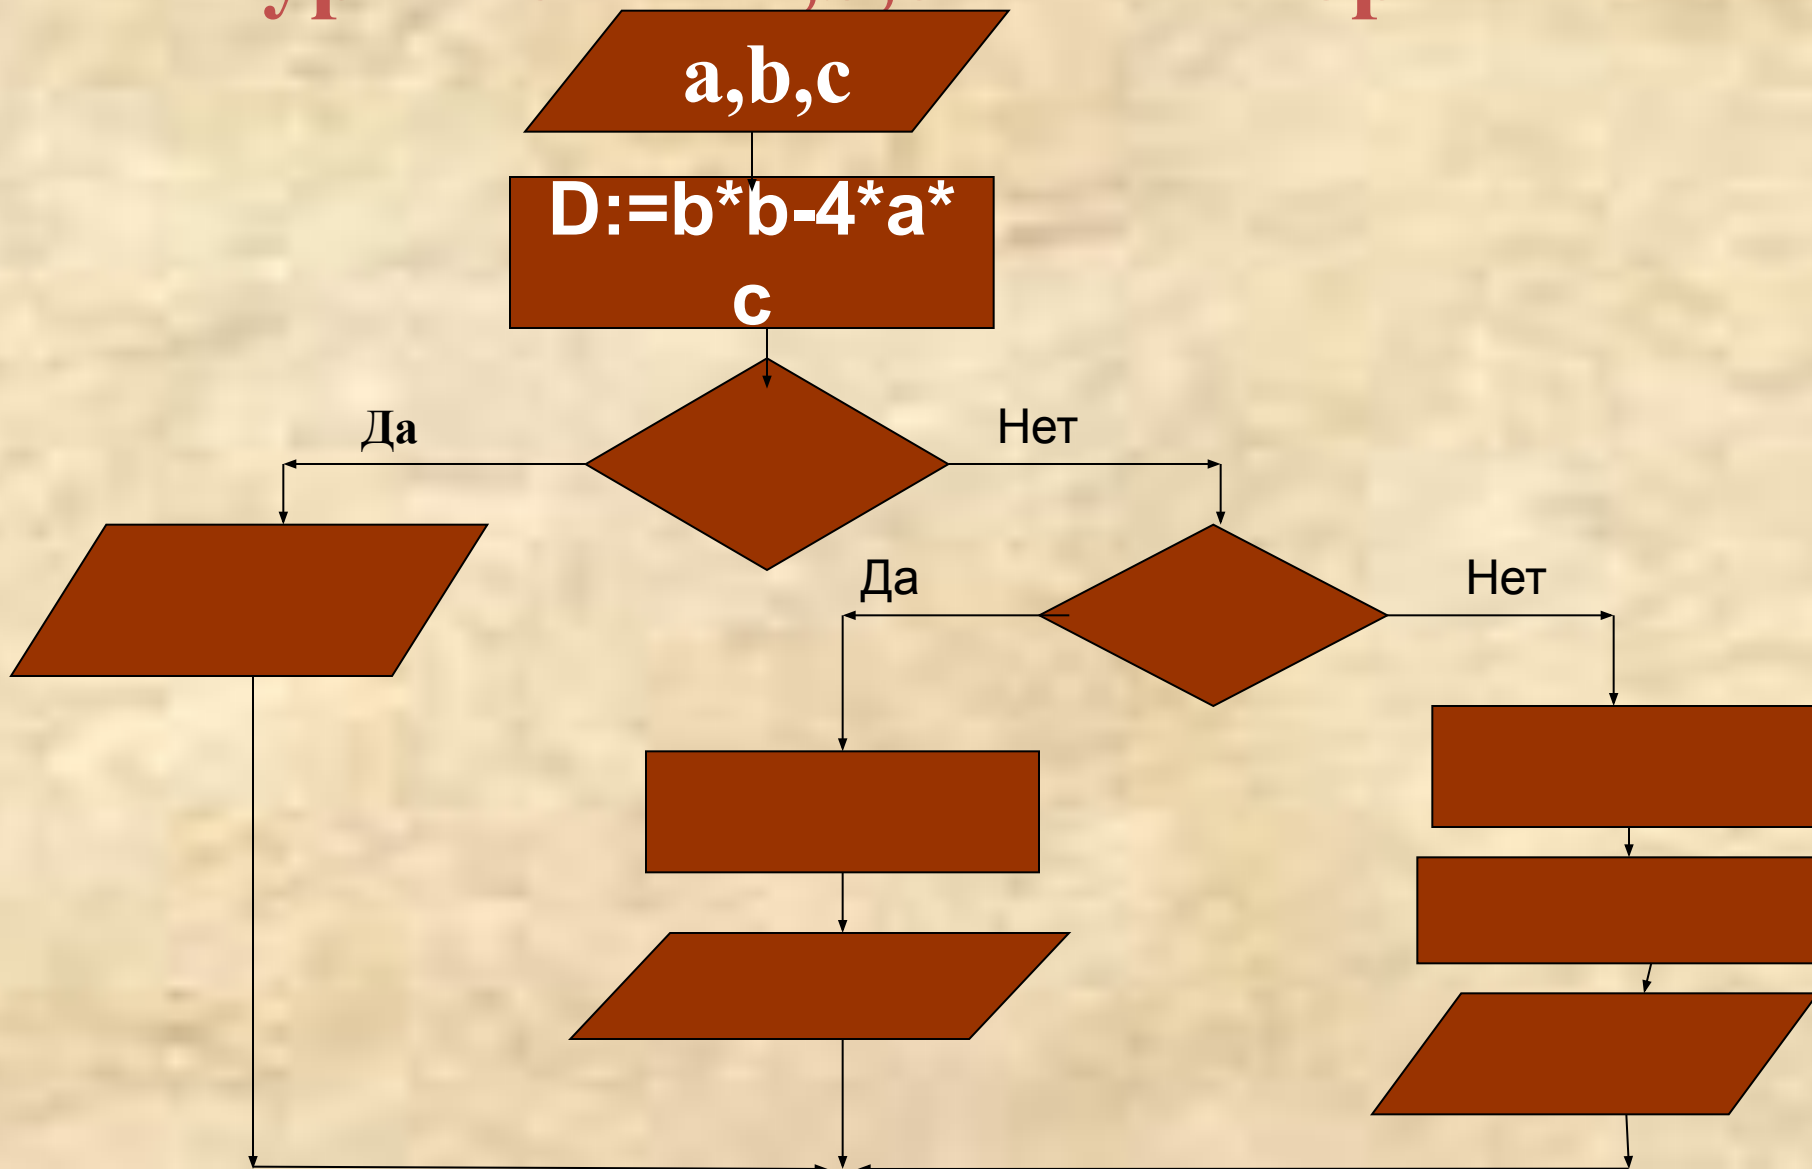 a,b,c
D:=b*b-4*a*
c
Да
Нет
Да
Нет